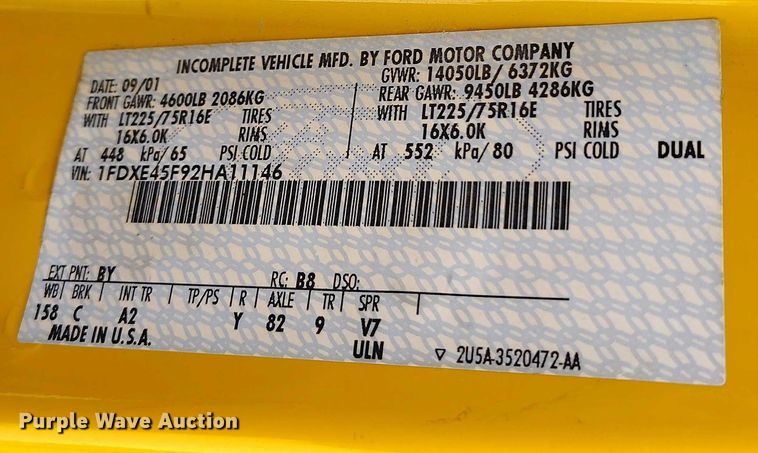 INCOMPLETE VEHICLE MFD. BY FORD MOTOR COMPANY
DATE: 09/01 GVWR: 14050LB/ 6372KG
FRONT GAWR: 4600LB 2086KG REAR GAWR: 9450LB 4286KG
WITH LT225/75R16E TIRES WITH LT225/75R16E TIRES
16X6.0K RIMS 16X6.0K RIMS
AT 448 kPa/65 PSI COLD AT 552 kPa/80 PSI COLD DUAL
VIN: 1FDXE45F92HA11146
EXT PNT: BY RC: B8 DSO:
WB BRK INT TR TP/PS R AXLE TR SPR
158 C A2 Y 82 9 V7
MADE IN U.S.A. ULN 2U5A-3520472-AA
Purple Wave Auction